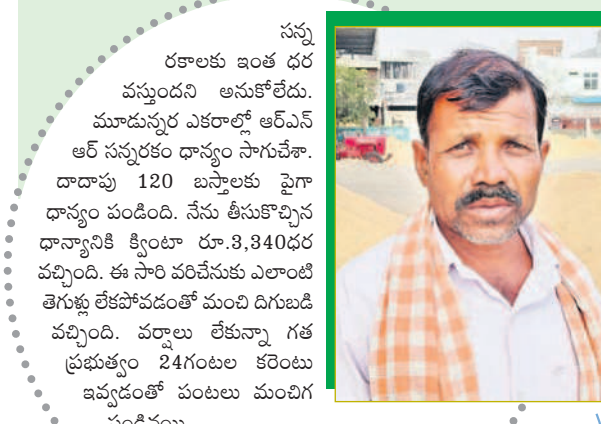 సన్న
రకాలకు ఇంత ధర
వస్తుందని అనుకోలేదు.
మూడున్నర ఎకరాల్లో ఆర్ఎన్
ఆర్ సన్నరకం ధాన్యం సాగుచేశా.
దాదాపు 120 బస్తాలకు పైగా
ధాన్యం పండింది. నేను తీసుకొచ్చిన
ధాన్యానికి క్వింటా రూ.3,340ధర
వచ్చింది. ఈ సారి వరిచేనుకు ఎలాంటి
తెగుళ్లు లేకపోవడంతో మంచి దిగుబడి
వచ్చింది. వర్షాలు లేకున్నా గత
ప్రభుత్వం 24గంటల కరెంటు
ఇవ్వడంతో పంటలు మంచిగ